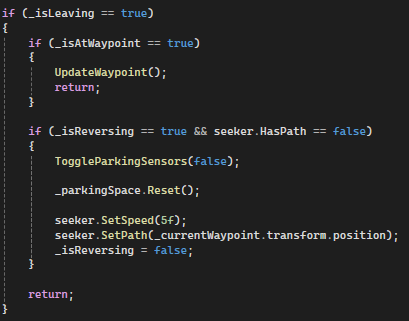 if (_isLeaving == true)
{
if (_isAtWaypoint == true)
{
UpdateWaypoint();
return;
}
if (_isReversing == true && seeker.HasPath == false)
{
ToggleParkingSensors(false);
_parkingSpace.Reset();
seeker.SetSpeed(5f);
seeker.SetPath(_currentWaypoint.transform.position);
_isReversing = false;
}
return;
}